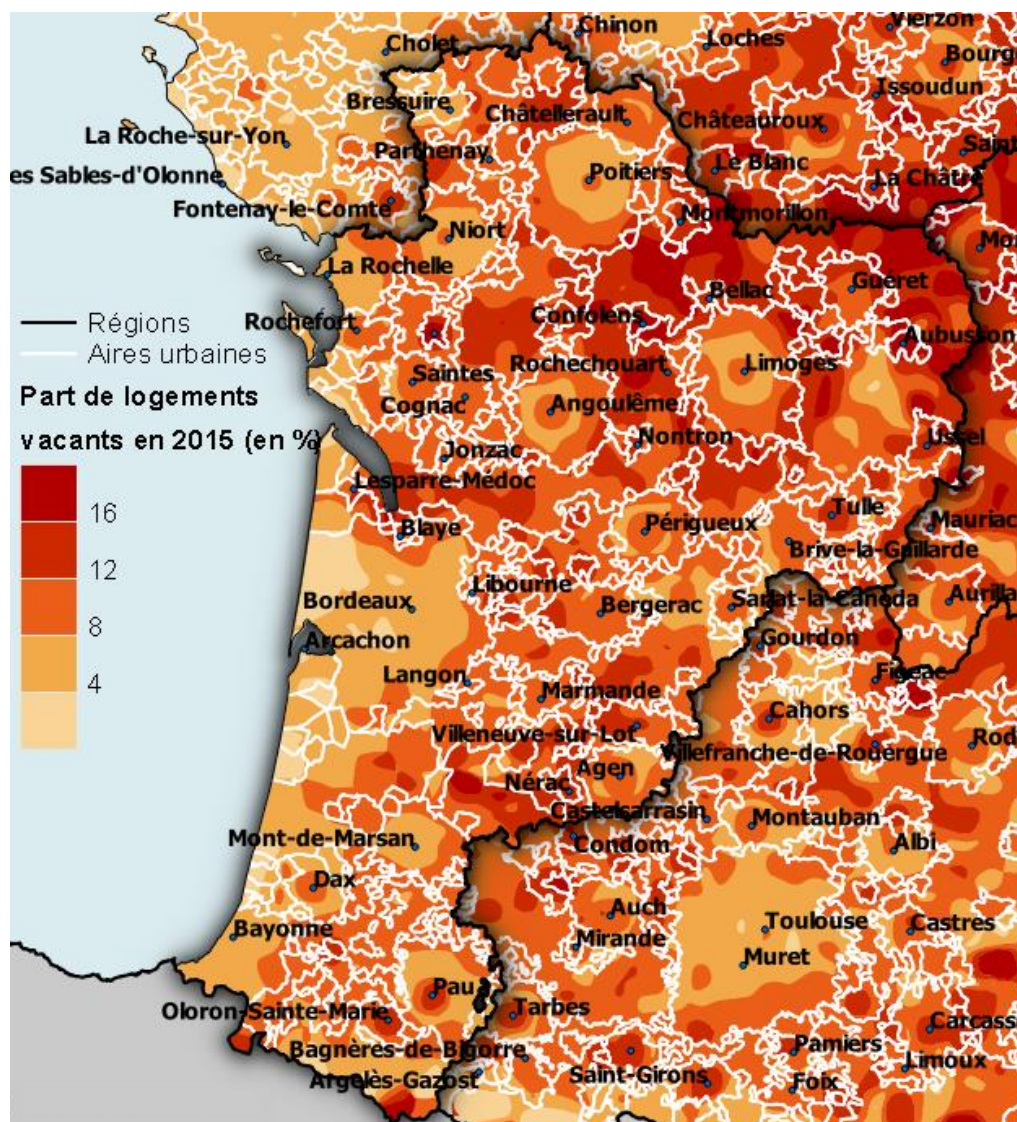 Chinon
Vierzon
Cholet
Loches
Bourg
Issoudun
Bressuire
Châtellerault
Châteauroux
La Roche-sur-Yon
Parthenay
Le Blanc
Saint
es Sables-d'Olonne
Poitiers
La Châtre
Fontenay-le-Comte
Montmorillon
Niort
Mon
La Rochelle
Guéret
Bellac
Régions
Rochefort
Confolens
Aubusson
Aires urbaines
Rochechouart
Limoges
Saintes
Part de logements
Cognac
Angoulême
vacants en 2015 (en %)
Nontron
Ussel
Jonzac
Lesparre-Médoc
16
Tulle
Blaye
Périgueux
Mauriac
Brive-la-Gaillarde
12
Libourne
Bordeaux
Bergerac
Sarlat-la-Canéda
Aurilla
8
Arcachon
Gourdon
Langon
Figeac
4
Marmande
Cahors
Villeneuve-sur-Lot
Villefranche-de-Rouergue
Rod
Agen
Nérac
Castelsarrasin
Montauban
Mont-de-Marsan
Condom
Albi
Dax
Auch
Toulouse
Castres
Bayonne
Mirande
Muret
Pau
Oloron-Sainte-Marie
Tarbes
Carcass
Bagnères-de-Bigorre
Pamiers
Limoux
Argelès-Gazost
Saint-Girons
Foix